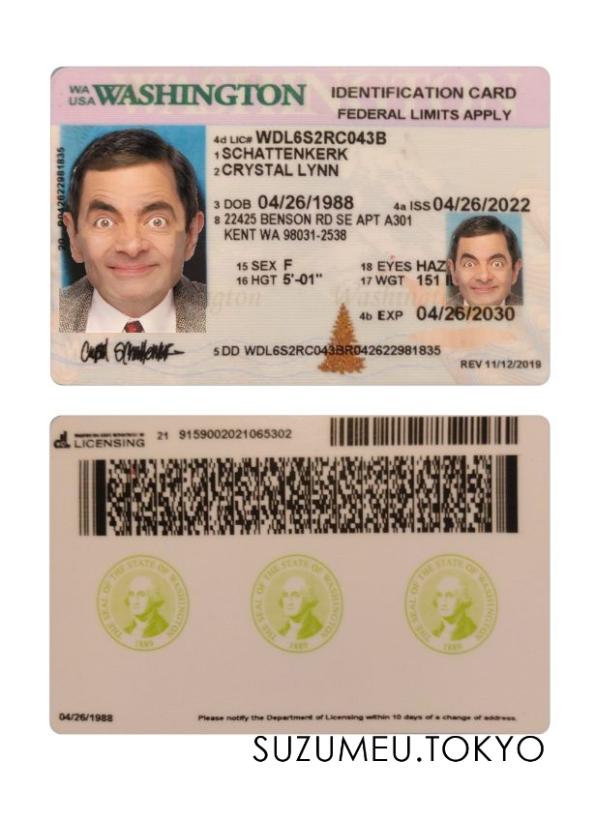 WA USA WASHINGTON IDENTIFICATION CARD
FEDERAL LIMITS APPLY
4d LIC# WDL6S2RC043B
1 SCHATTENKERK
2 CRYSTAL LYNN
3 DOB 04/26/1988 4a ISS 04/26/2022
8 22425 BENSON RD SE APT A301
KENT WA 98031-2538
15 SEX F 18 EYES HAZ
16 HGT 5'-01" 17 WGT 151
4b EXP 04/26/2030
5 DD WDL6S2RC043BR042622981835
REV 11/12/2019
LICENSING 21 9159002021065302
THE SEAL OF THE STATE OF WASHINGTON 1889
THE SEAL OF THE STATE OF WASHINGTON 1889
THE SEAL OF THE STATE OF WASHINGTON 1889
04/26/1988 Please notify the Department of Licensing within 10 days of a change of address.
SUZUMEU.TOKYO